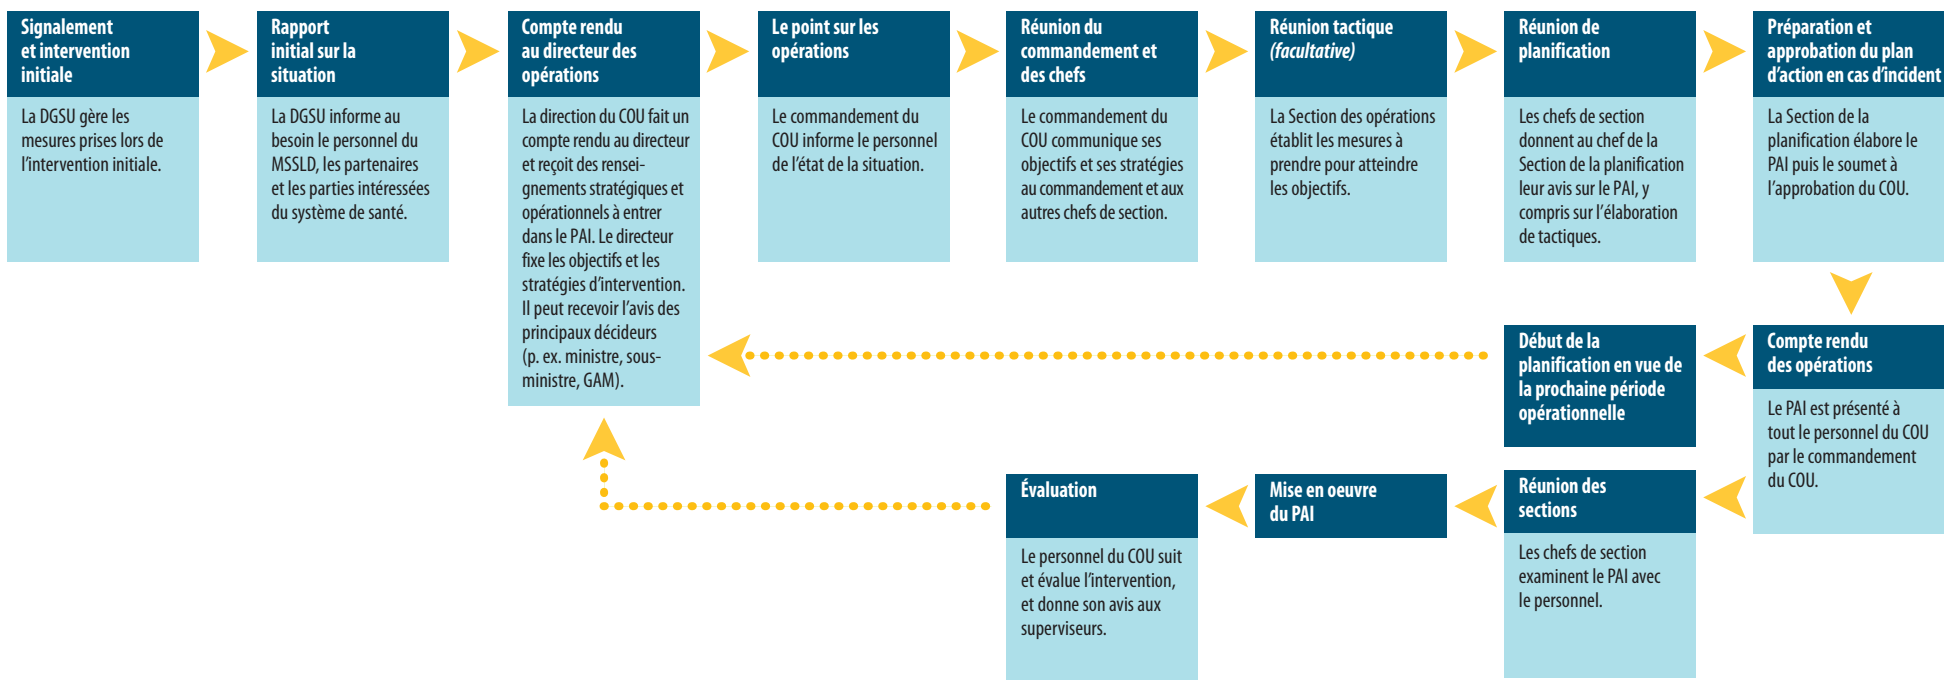 Signalement
et intervention
initiale
La DGSU gère les
mesures prises lors de
l’intervention initiale.
Rapport
initial sur la
situation
La DGSU informe au
besoin le personnel du
MSSLD, les partenaires
et les parties intéressées
du système de santé.
Compte rendu
au directeur des
opérations
La direction du COU fait un
compte rendu au directeur
et reçoit des rensei-
gnements stratégiques et
opérationnels à entrer
dans le PAI. Le directeur
fixe les objectifs et les
stratégies d’intervention.
Il peut recevoir l’avis des
principaux décideurs
(p. ex. ministre, sous-
ministre, GAM).
Le point sur les
opérations
Le commandement du
COU informe le personnel
de l’état de la situation.
Réunion du
commandement et
des chefs
Le commandement du
COU communique ses
objectifs et ses stratégies
au commandement et aux
autres chefs de section.
Réunion tactique
(facultative)
La Section des opérations
établit les mesures à
prendre pour atteindre
les objectifs.
Réunion de
planification
Les chefs de section
donnent au chef de la
Section de la planification
leur avis sur le PAI, y
compris sur l’élaboration
de tactiques.
Préparation et
approbation du plan
d’action en cas d’incident
La Section de la
planification élabore le
PAI puis le soumet à
l’approbation du COU.
Compte rendu
des opérations
Le PAI est présenté à
tout le personnel du COU
par le commandement
du COU.
Début de la
planification en vue de
la prochaine période
opérationnelle
Réunion des
sections
Les chefs de section
examinent le PAI avec
le personnel.
Mise en oeuvre
du PAI
Évaluation
Le personnel du COU suit
et évalue l’intervention,
et donne son avis aux
superviseurs.